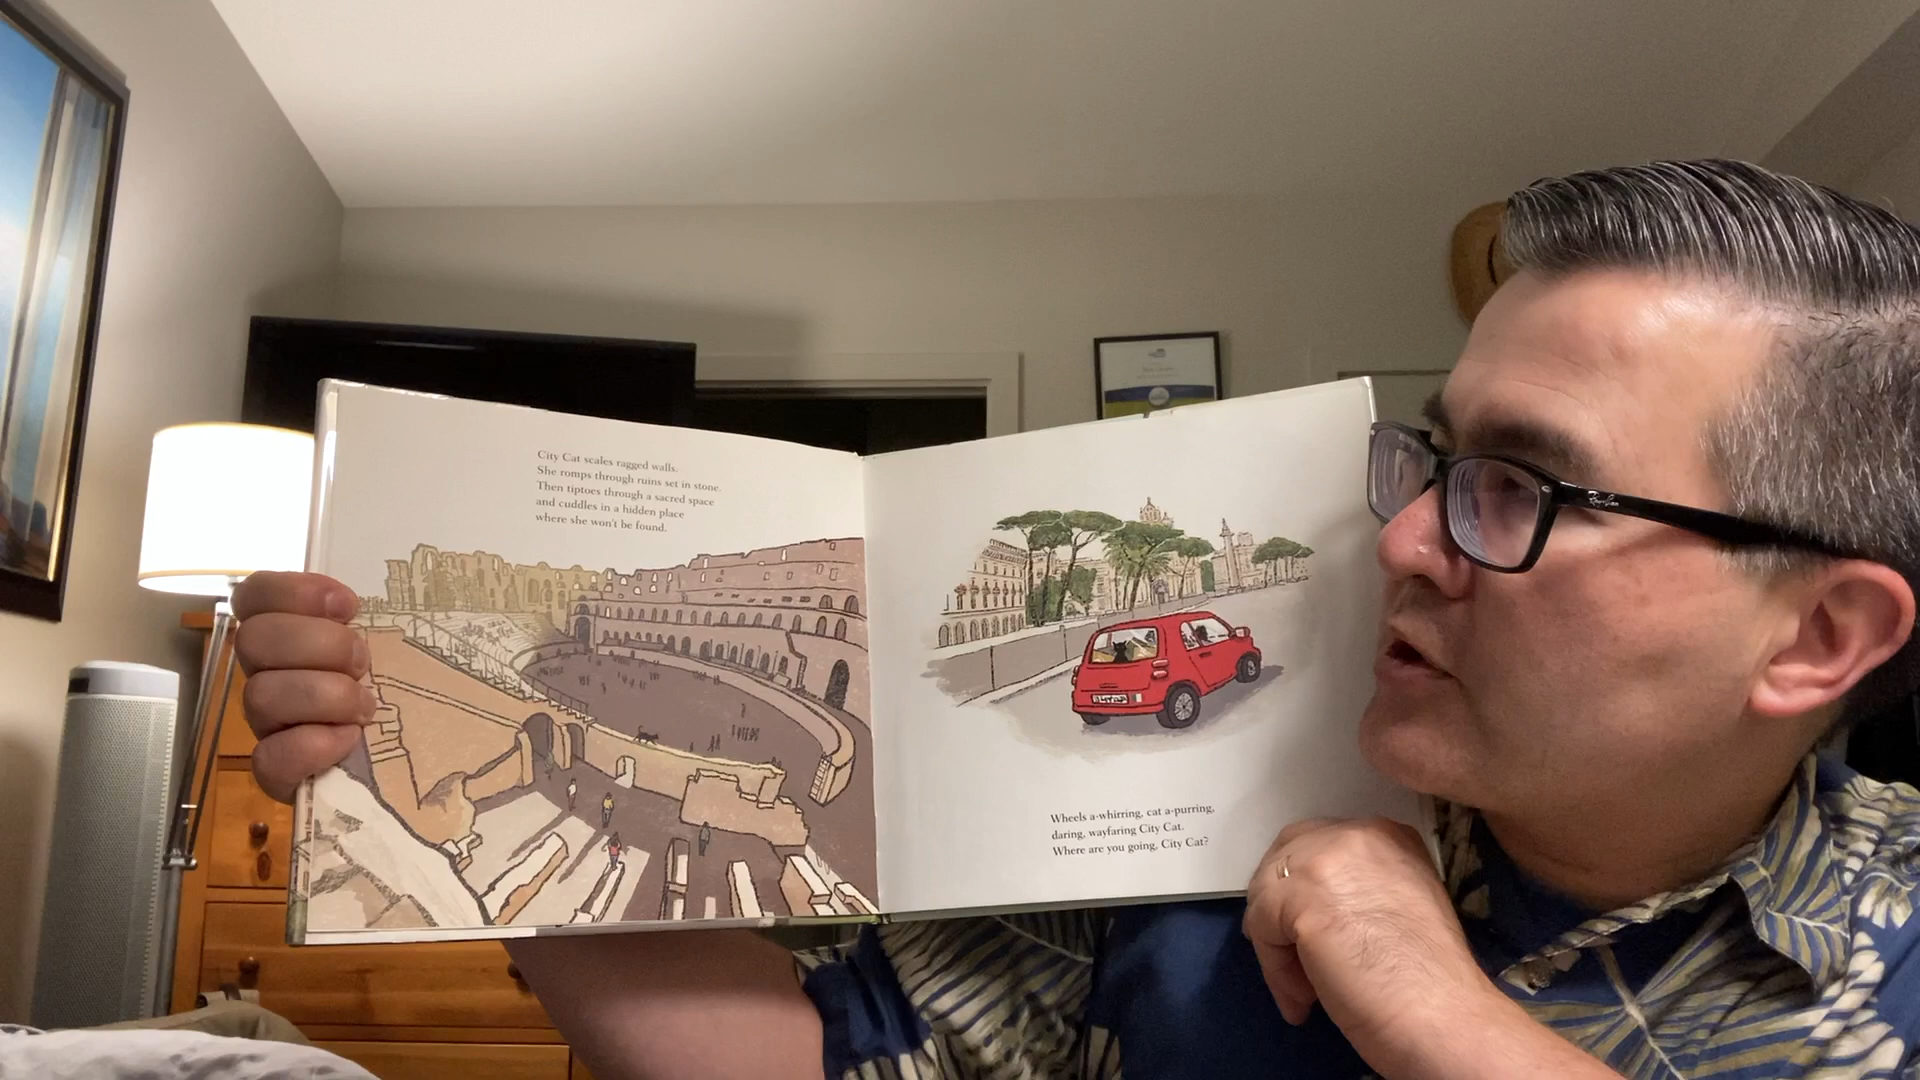 City Cat scales ragged walls.
She romps through ruins set in stone.
Then tiptoes through a sacred space
and cuddles in a hidden place
where she won't be found.
Wheels a-whirring, cat a-purring,
daring, wayfaring City Cat.
Where are you going, City Cat?
Ray-Ban